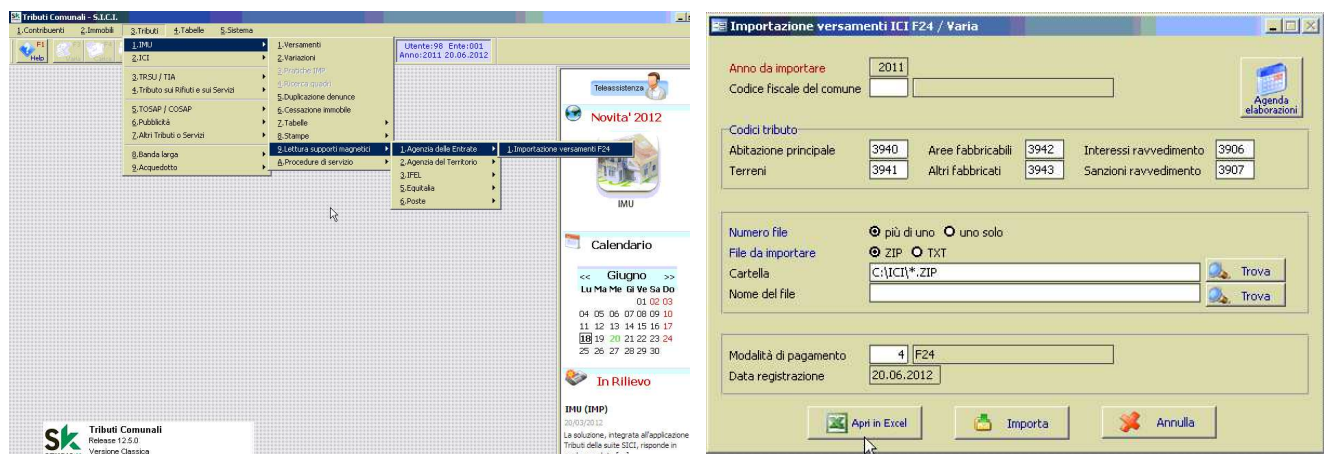 Tributi Comunali - S.I.C.I.
1.Contribuenti 2.Immobili 3.Tributi 4.Tabelle 5.Sistema
F1
Help
1.IMU
2.ICI
3.TRSU / TIA
4.Tributo sui Rifiuti e sui Servizi
5.TOSAP / COSAP
6.Pubblicità
7.Altri Tributi o Servizi
8.Banda larga
9.Acquedotto
1.Versamenti
2.Variazioni
3.Pratiche IMP
4.Ricerca quadri
5.Duplicazione denunce
6.Cessazione immobile
7.Tabelle
8.Stampe
9.Lettura supporti magnetici
A.Procedure di servizio
1.Agenzia delle Entrate
2.Agenzia del Territorio
3.IFEL
5.Equitalia
6.Poste
1.Importazione versamenti F24
Utente:98 Ente:001
Anno:2011 20.06.2012
Teleassistenza
Novita' 2012
IMU
Calendario
<< Giugno >>
Lu Ma Me Gi Ve Sa Do
01 02 03
04 05 06 07 08 09 10
11 12 13 14 15 16 17
18 19 20 21 22 23 24
25 26 27 28 29 30
In Rilievo
IMU (IMP)
20/03/2012
La soluzione, integrata all'applicazione
Tributi della suite SICI, risponde in
Sk
Tributi Comunali
Release 12.5.0
Versione Classica
Importazione versamenti ICI F24 / Varia
Anno da importare 2011
Codice fiscale del comune
Agenda
elaborazioni
Codici tributo
Abitazione principale 3940 Aree fabbricabili 3942 Interessi ravvedimento 3906
Terreni 3941 Altri fabbricati 3943 Sanzioni ravvedimento 3907
Numero file più di uno uno solo
File da importare ZIP TXT
Cartella C:\ICI\*.ZIP Trova
Nome del file Trova
Modalità di pagamento 4 F24
Data registrazione 20.06.2012
Apri in Excel Importa Annulla